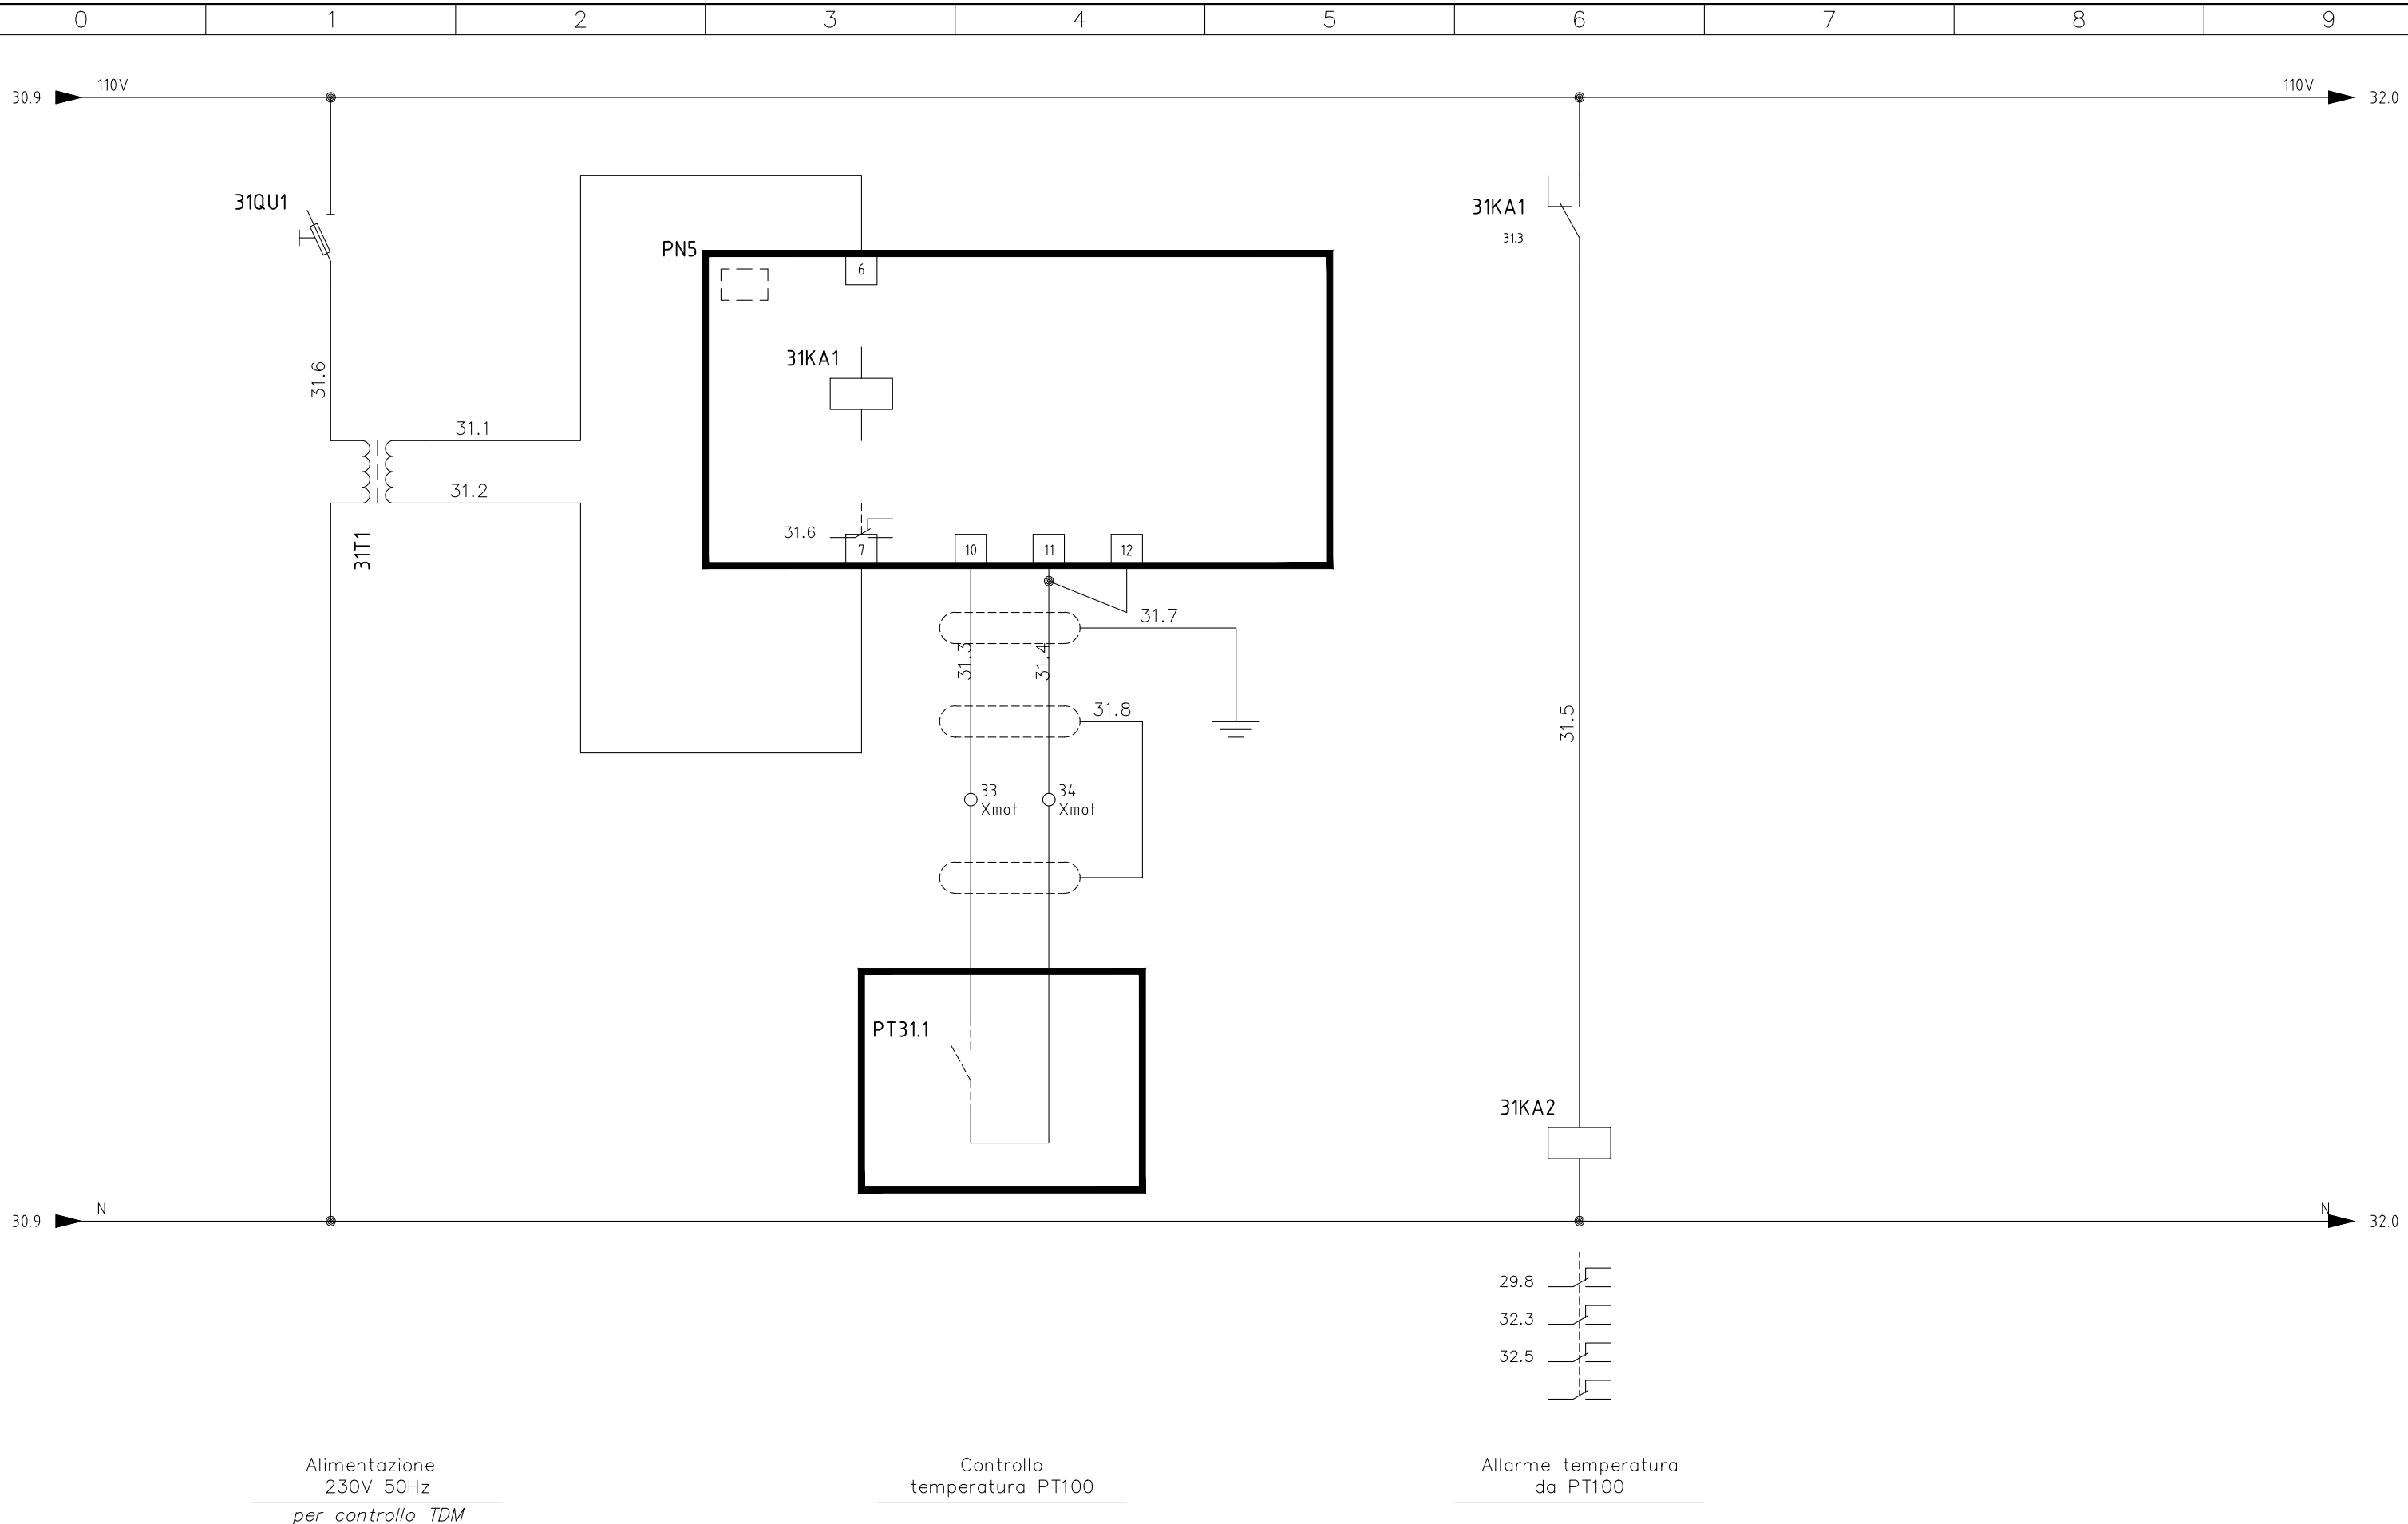 0 1 2 3 4 5 6 7 8 9
30.9 110V 110V 32.0
31QU1
31KA1
31.3
PN5
6
31KA1
31.6
31.1
31.2
31T1
31.6
7 10 11 12
31.7
31.3 31.4
31.8
31.5
33
Xmot
34
Xmot
PT31.1
31KA2
30.9 N N 32.0
29.8
32.3
32.5
Alimentazione
230V 50Hz
per controllo TDM
Controllo
temperatura PT100
Allarme temperatura
da PT100